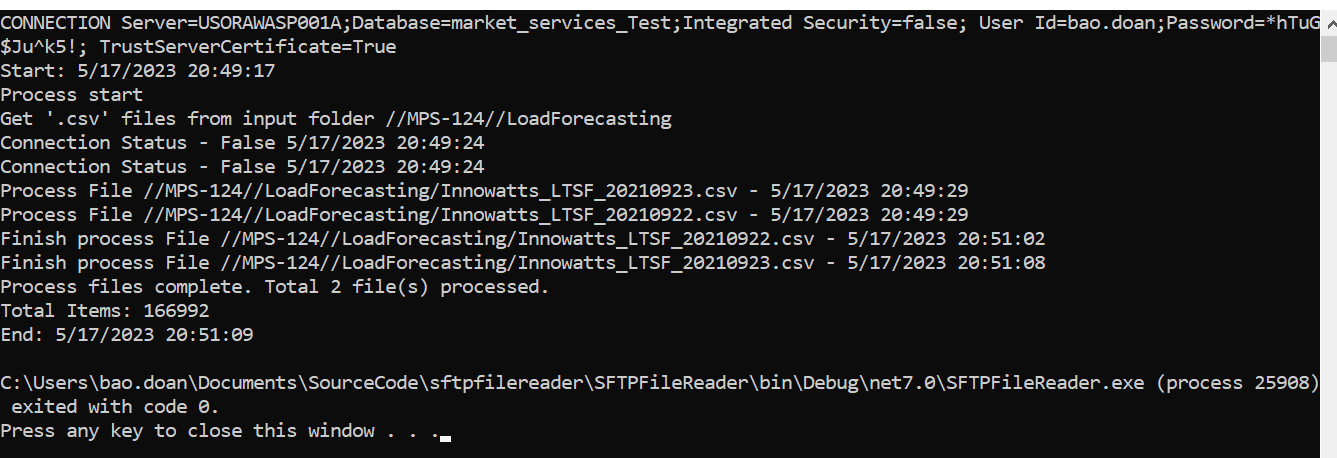 CONNECTION Server=USORAWASP001A;Database=market_services_Test;Integrated Security=false; User Id=bao.doan;Password=*hTuG
$Ju^k5!; TrustServerCertificate=True
Start: 5/17/2023 20:49:17
Process start
Get '.csv' files from input folder //MPS-124//LoadForecasting
Connection Status - False 5/17/2023 20:49:24
Connection Status - False 5/17/2023 20:49:24
Process File //MPS-124//LoadForecasting/Innowatts_LTSF_20210923.csv - 5/17/2023 20:49:29
Process File //MPS-124//LoadForecasting/Innowatts_LTSF_20210922.csv - 5/17/2023 20:49:29
Finish process File //MPS-124//LoadForecasting/Innowatts_LTSF_20210922.csv - 5/17/2023 20:51:02
Finish process File //MPS-124//LoadForecasting/Innowatts_LTSF_20210923.csv - 5/17/2023 20:51:08
Process files complete. Total 2 file(s) processed.
Total Items: 166992
End: 5/17/2023 20:51:09
C:\Users\bao.doan\Documents\SourceCode\sftpfilereader\SFTPFileReader\bin\Debug\net7.0\SFTPFileReader.exe (process 25908)
 exited with code 0.
Press any key to close this window . . .